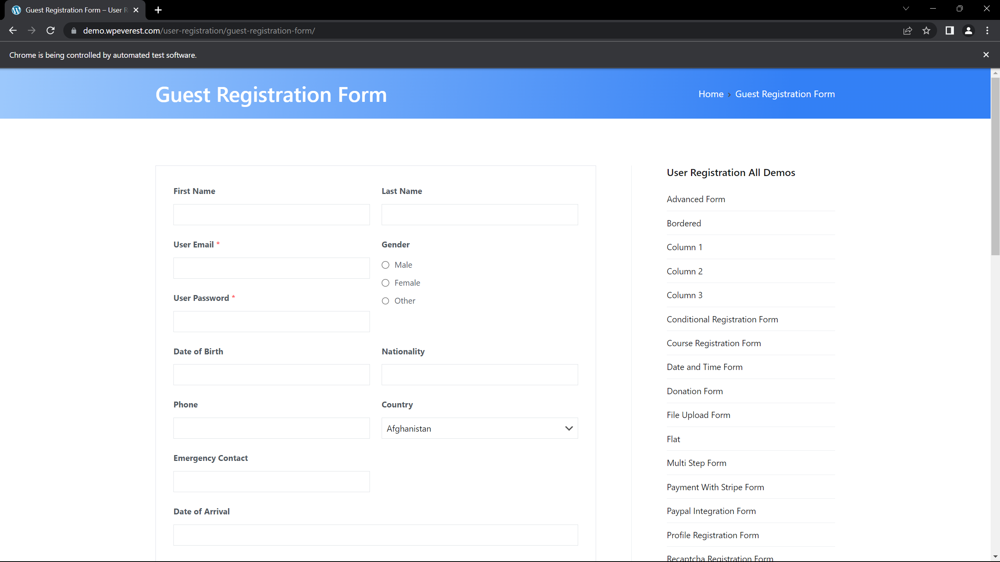 Guest Registration Form – User R
demo.wpeverest.com/user-registration/guest-registration-form/
Chrome is being controlled by automated test software.
Guest Registration Form
Home › Guest Registration Form
First Name
Last Name
User Email *
Gender
Male
Female
Other
User Password *
Date of Birth
Nationality
Phone
Country
Afghanistan
Emergency Contact
Date of Arrival
User Registration All Demos
Advanced Form
Bordered
Column 1
Column 2
Column 3
Conditional Registration Form
Course Registration Form
Date and Time Form
Donation Form
File Upload Form
Flat
Multi Step Form
Payment With Stripe Form
Paypal Integration Form
Profile Registration Form
Recaptcha Registration Form